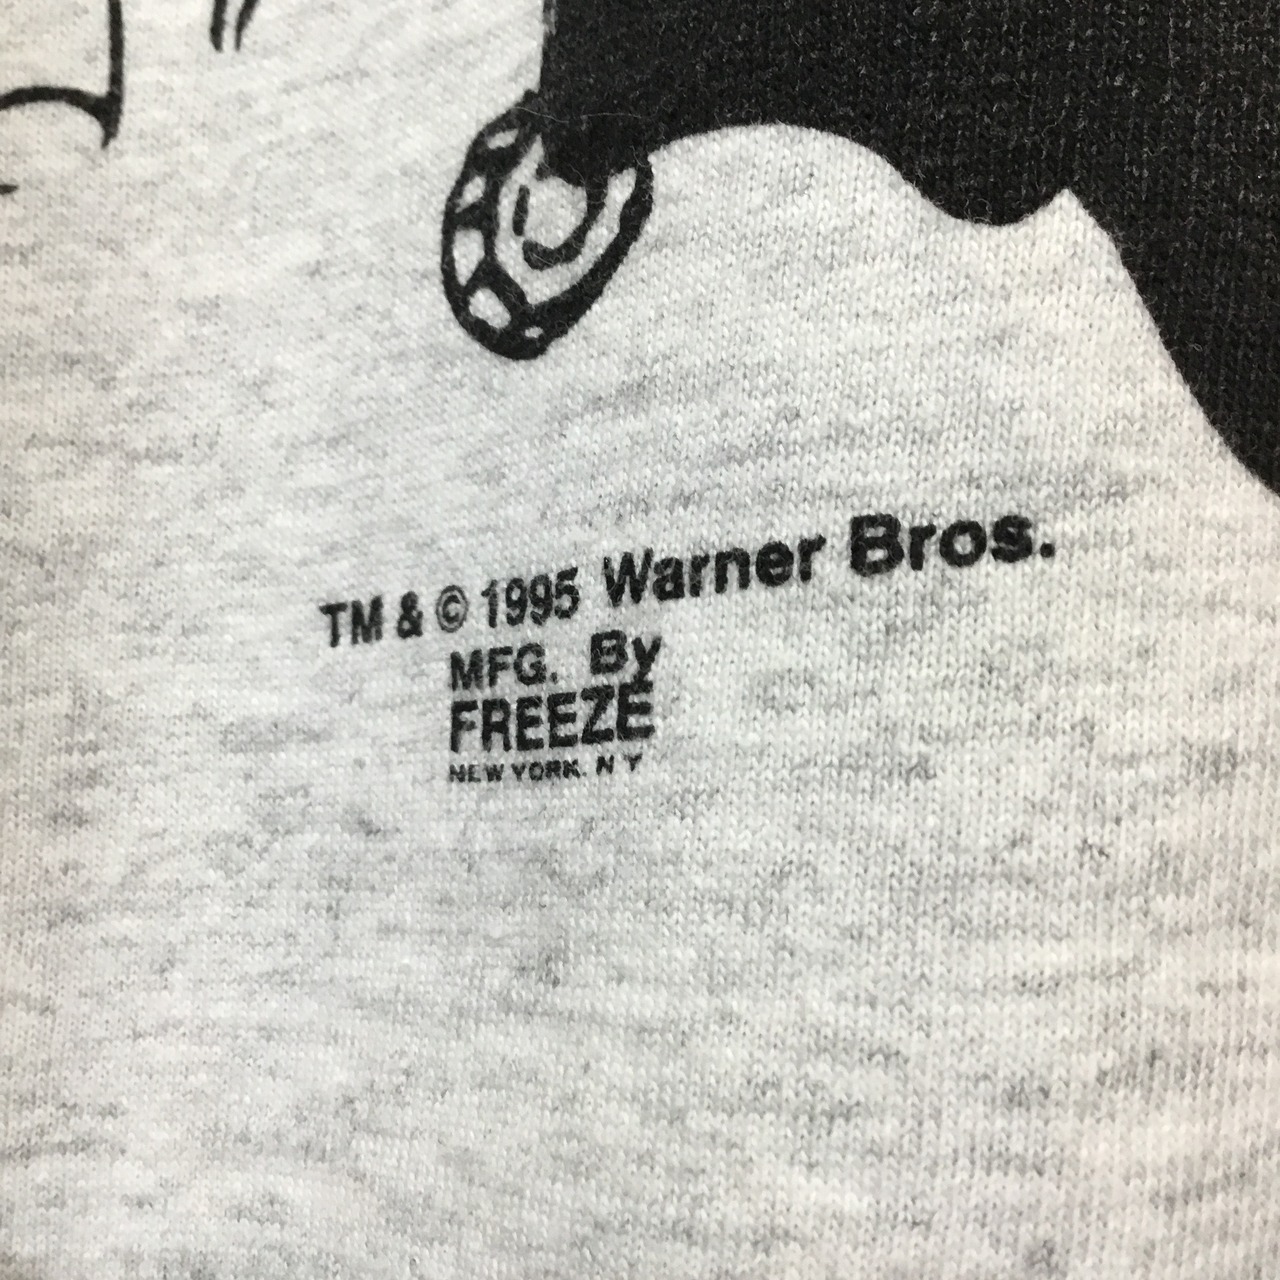 TM & © 1995 Warner Bros.
MFG. By
FREEZE
NEW YORK. N Y